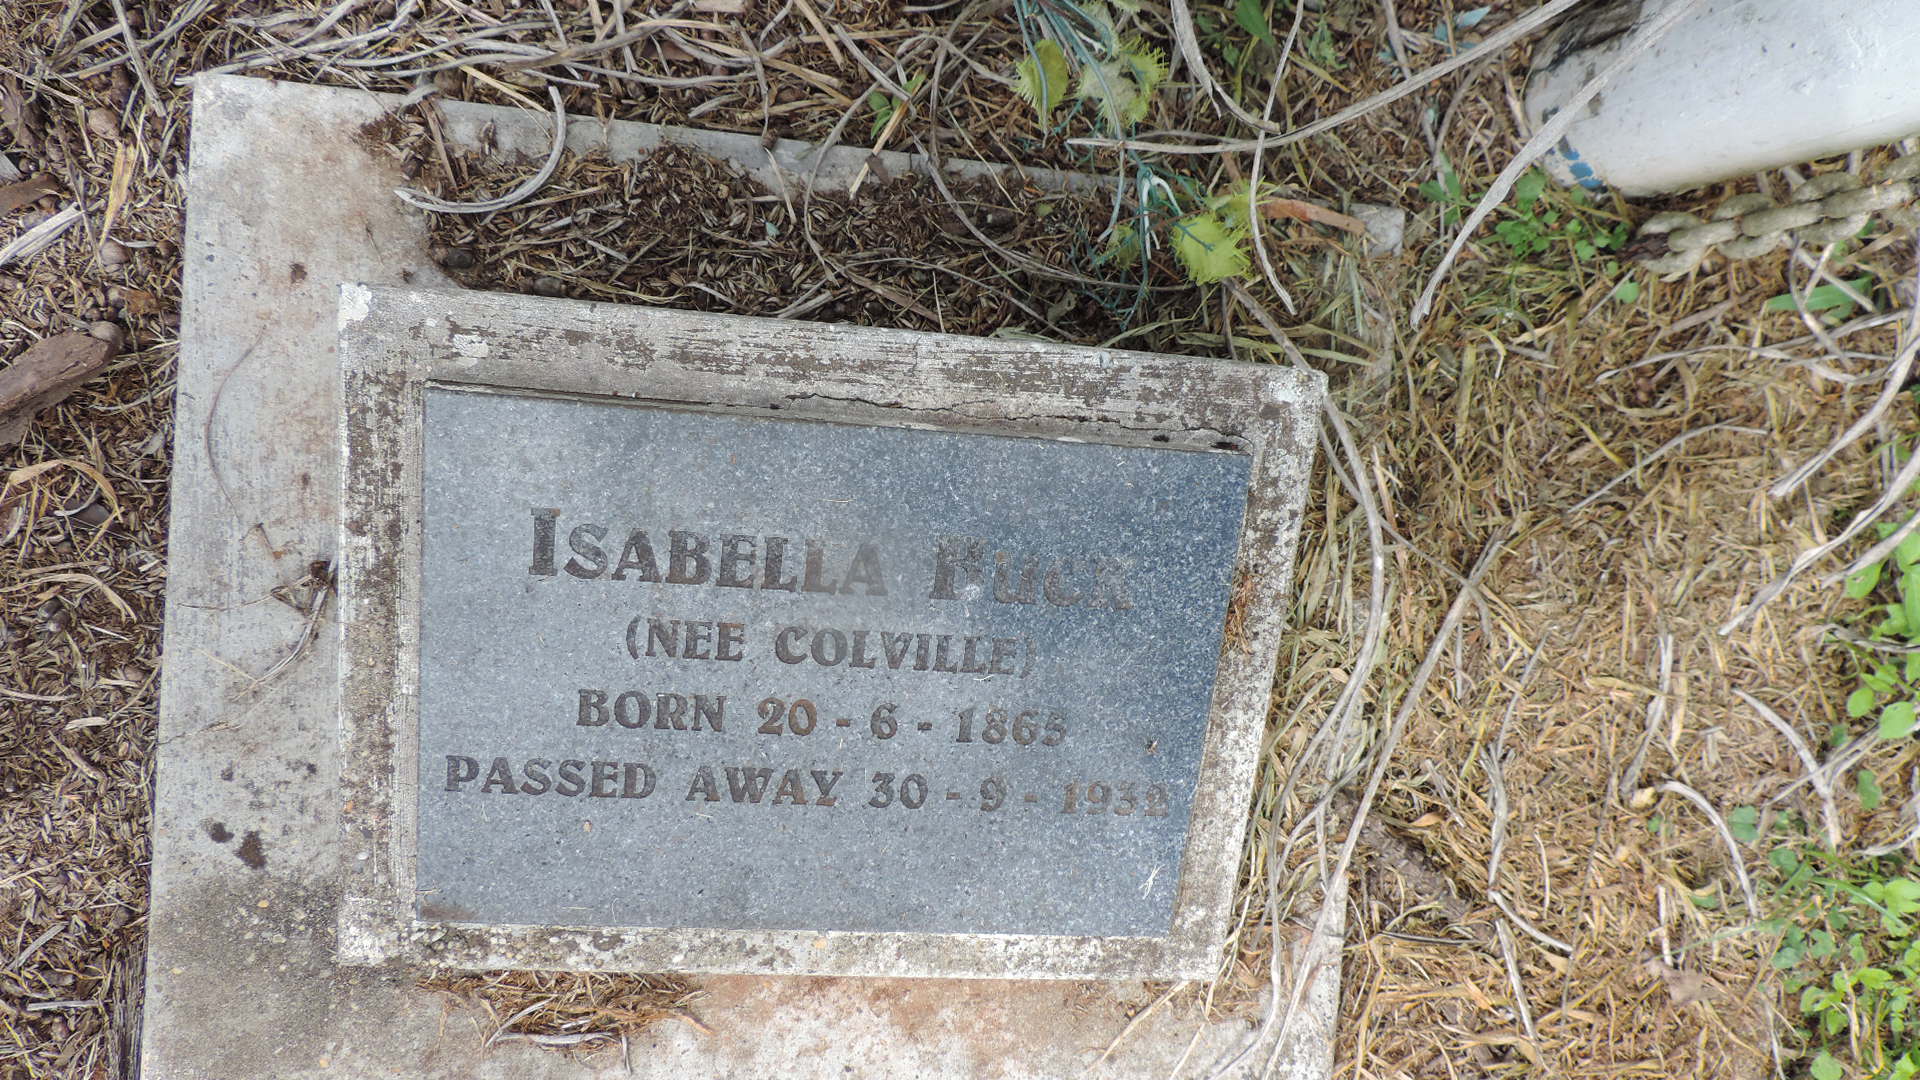 ISABELLA
(NEE COLVILLE)
BORN 20 - 6 - 1865
PASSED AWAY 30 - 9 - 1932